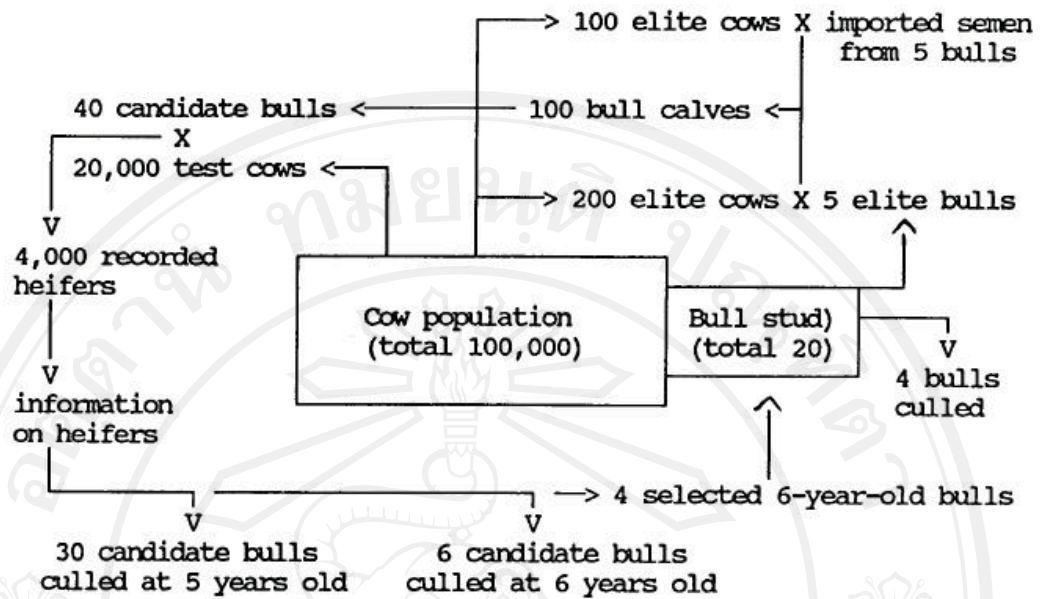 100 elite cows X imported semen
from 5 bulls
40 candidate bulls
100 bull calves
X
20,000 test cows
200 elite cows X 5 elite bulls
4,000 recorded
heifers
Cow population
(total 100,000)
Bull stud)
(total 20)
4 bulls
culled
information
on heifers
4 selected 6-year-old bulls
30 candidate bulls
culled at 5 years old
6 candidate bulls
culled at 6 years old